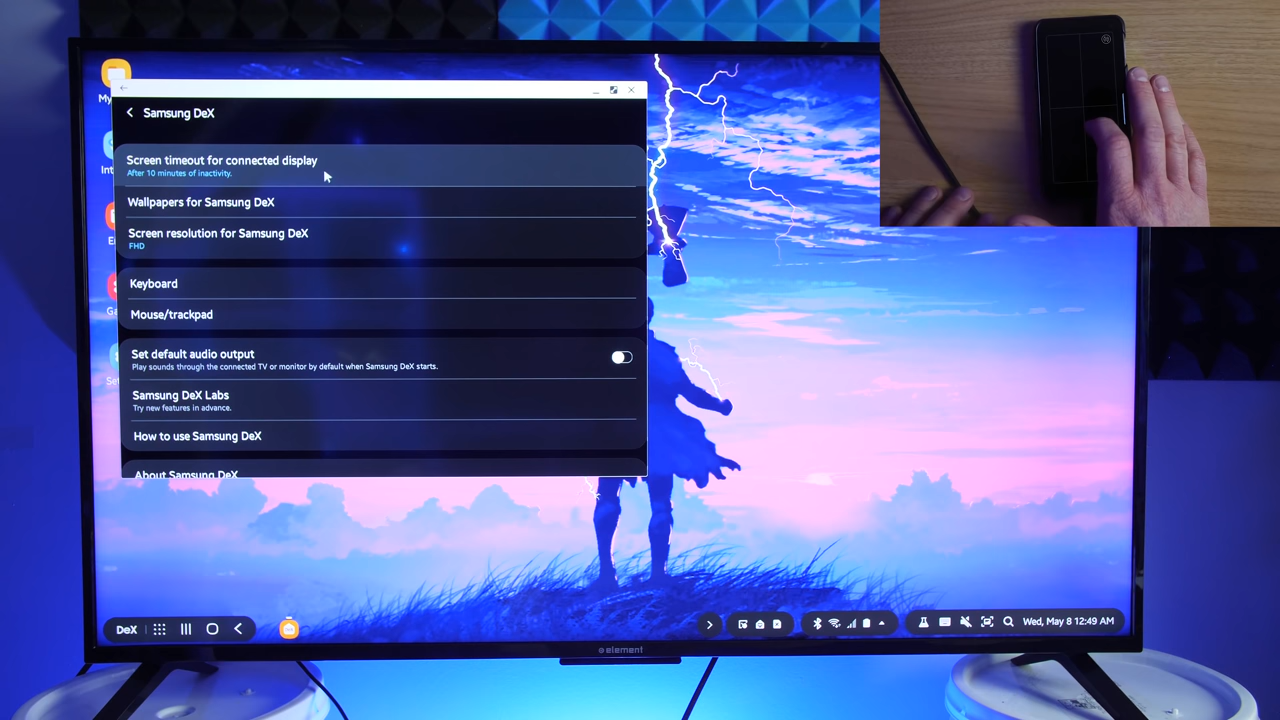 My
Int
Samsung DeX
Screen timeout for connected display
After 10 minutes of inactivity.
Wallpapers for Samsung DeX
Screen resolution for Samsung DeX
FHD
Keyboard
Mouse/trackpad
Set default audio output
Play sounds through the connected TV or monitor by default when Samsung DeX starts.
Samsung DeX Labs
Try new features in advance.
How to use Samsung DeX
About Samsung DeX
DeX
Wed, May 8 12:49 AM
element